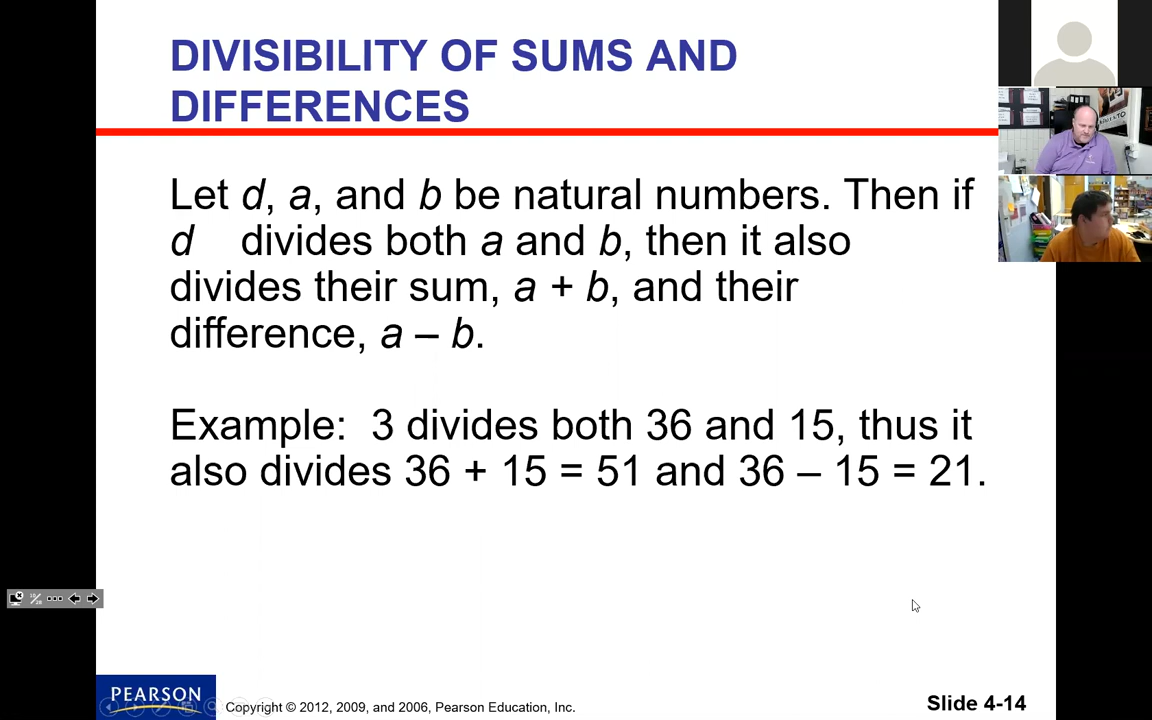 DIVISIBILITY OF SUMS AND
DIFFERENCES
Let d, a, and b be natural numbers. Then if
d divides both a and b, then it also
divides their sum, a + b, and their
difference, a – b.
Example: 3 divides both 36 and 15, thus it
also divides 36 + 15 = 51 and 36 – 15 = 21.
PEARSON
Copyright © 2012, 2009, and 2006, Pearson Education, Inc.
Slide 4-14